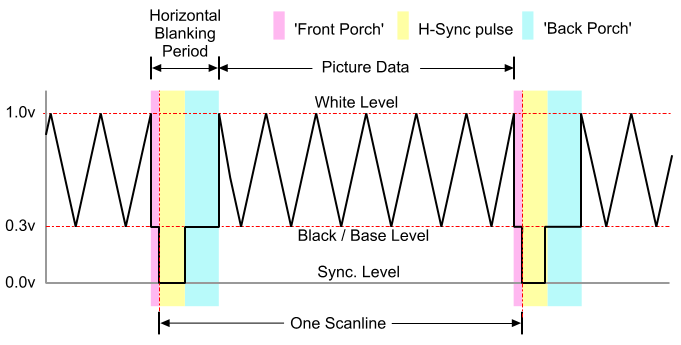 Horizontal
Blanking
Period
'Front Porch'
H-Sync pulse
'Back Porch'
Picture Data
1.0v
White Level
0.3v
Black / Base Level
Sync. Level
0.0v
One Scanline